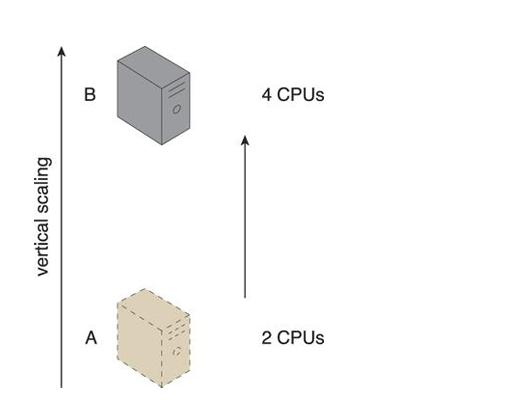 B
4 CPUs
vertical scaling
A
2 CPUs